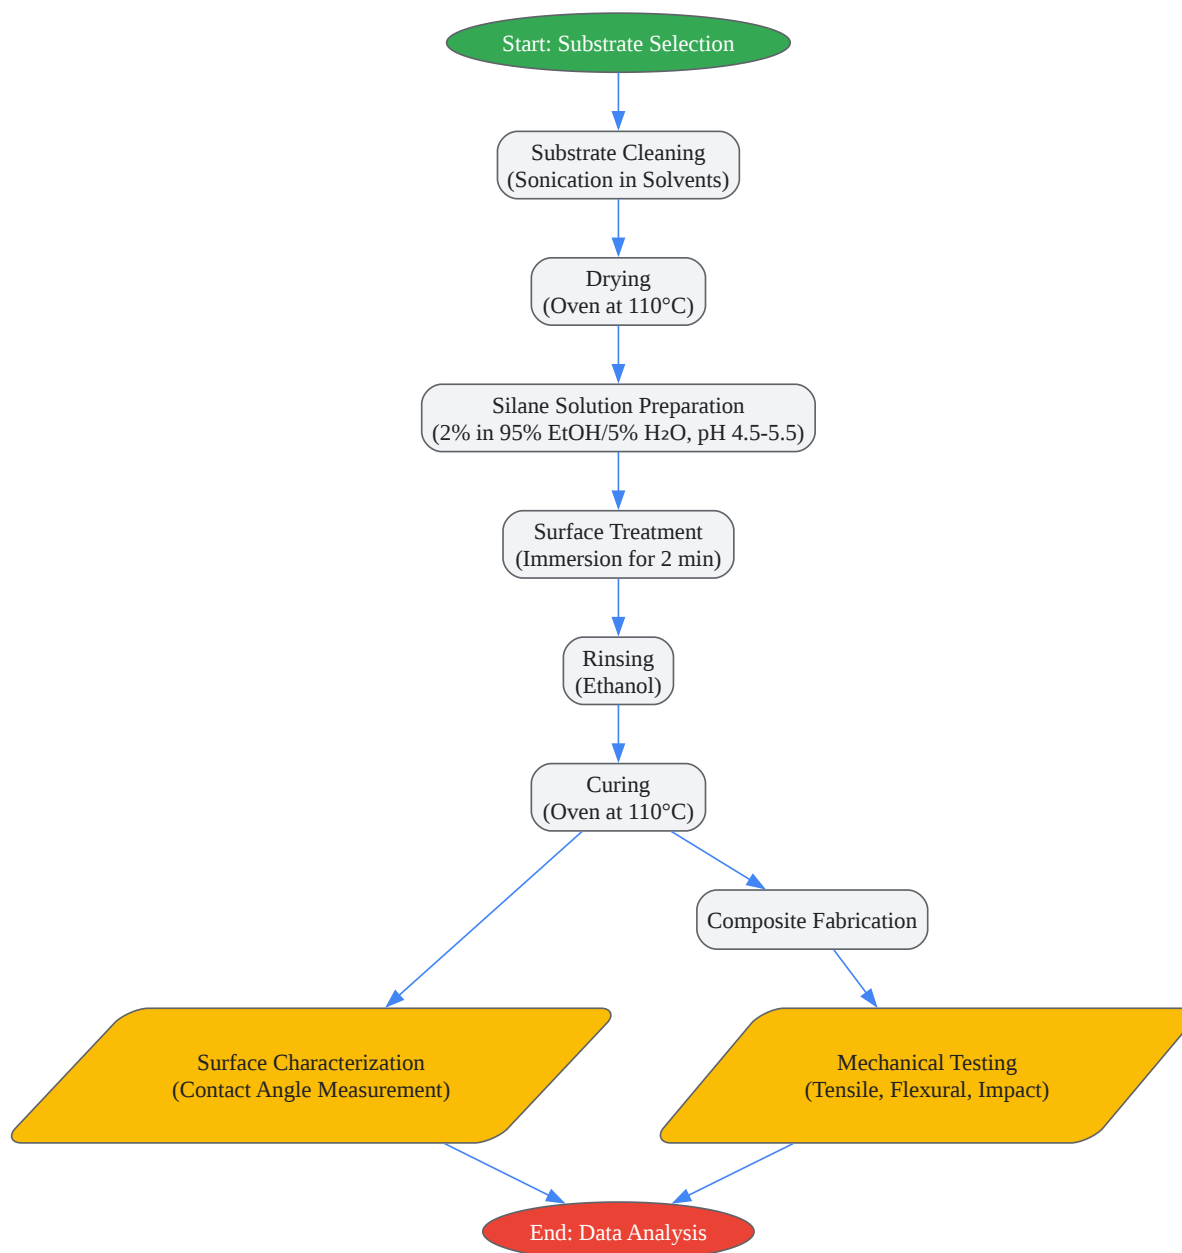 Start: Substrate Selection
Substrate Cleaning
(Sonication in Solvents)
Drying
(Oven at 110°C)
Silane Solution Preparation
(2% in 95% EtOH/5% H₂O, pH 4.5-5.5)
Surface Treatment
(Immersion for 2 min)
Rinsing
(Ethanol)
Curing
(Oven at 110°C)
Composite Fabrication
Surface Characterization
(Contact Angle Measurement)
Mechanical Testing
(Tensile, Flexural, Impact)
End: Data Analysis